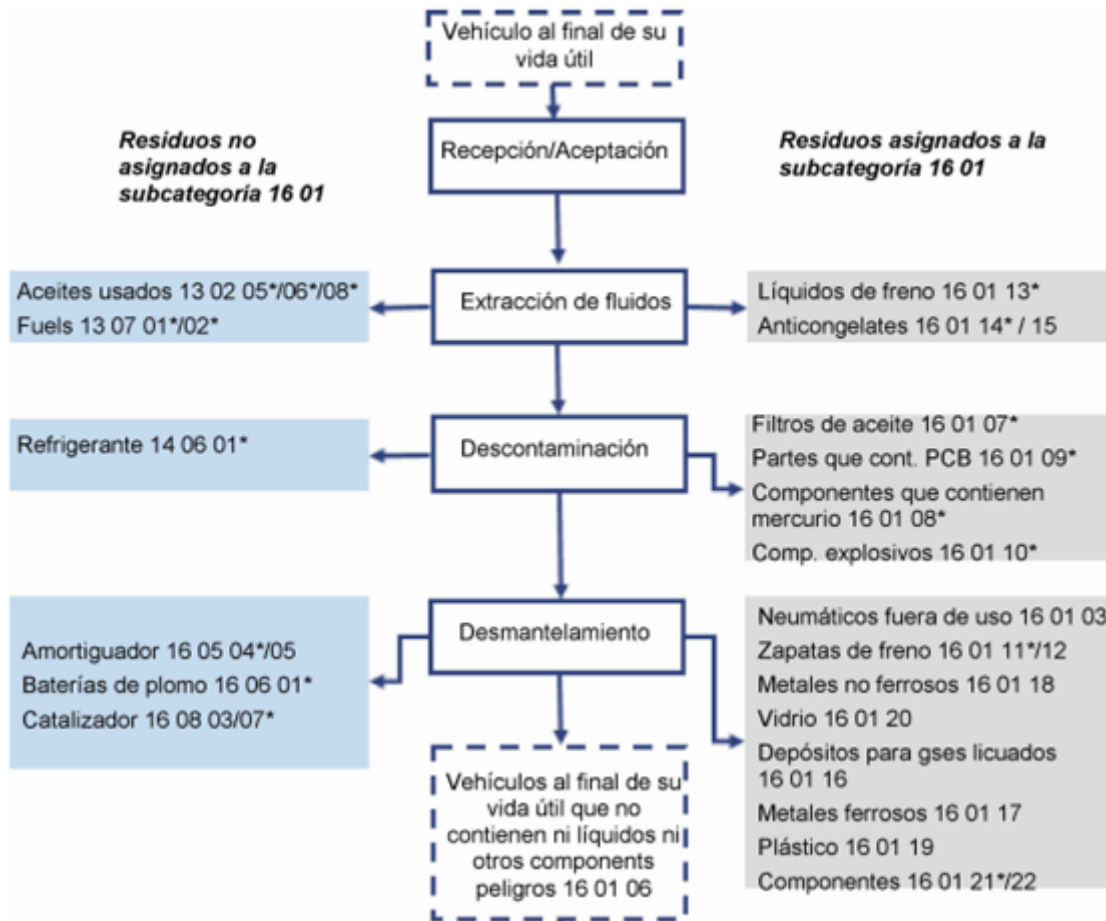 Vehículo al final de su
vida útil
Residuos no
asignados a la
subcategoría 16 01
Recepción/Aceptación
Residuos asignados a la
subcategoría 16 01
Aceites usados 13 02 05*/06*/08*
Fuels 13 07 01*/02*
Extracción de fluidos
Líquidos de freno 16 01 13*
Anticongelates 16 01 14* / 15
Refrigerante 14 06 01*
Descontaminación
Filtros de aceite 16 01 07*
Partes que cont. PCB 16 01 09*
Componentes que contienen
mercurio 16 01 08*
Comp. explosivos 16 01 10*
Amortiguador 16 05 04*/05
Baterías de plomo 16 06 01*
Catalizador 16 08 03/07*
Desmantelamiento
Neumáticos fuera de uso 16 01 03
Zapatas de freno 16 01 11*/12
Metales no ferrosos 16 01 18
Vidrio 16 01 20
Depósitos para gses licuados
16 01 16
Metales ferrosos 16 01 17
Plástico 16 01 19
Componentes 16 01 21*/22
Vehículos al final de su
vida útil que no
contienen ni líquidos ni
otros components
peligros 16 01 06